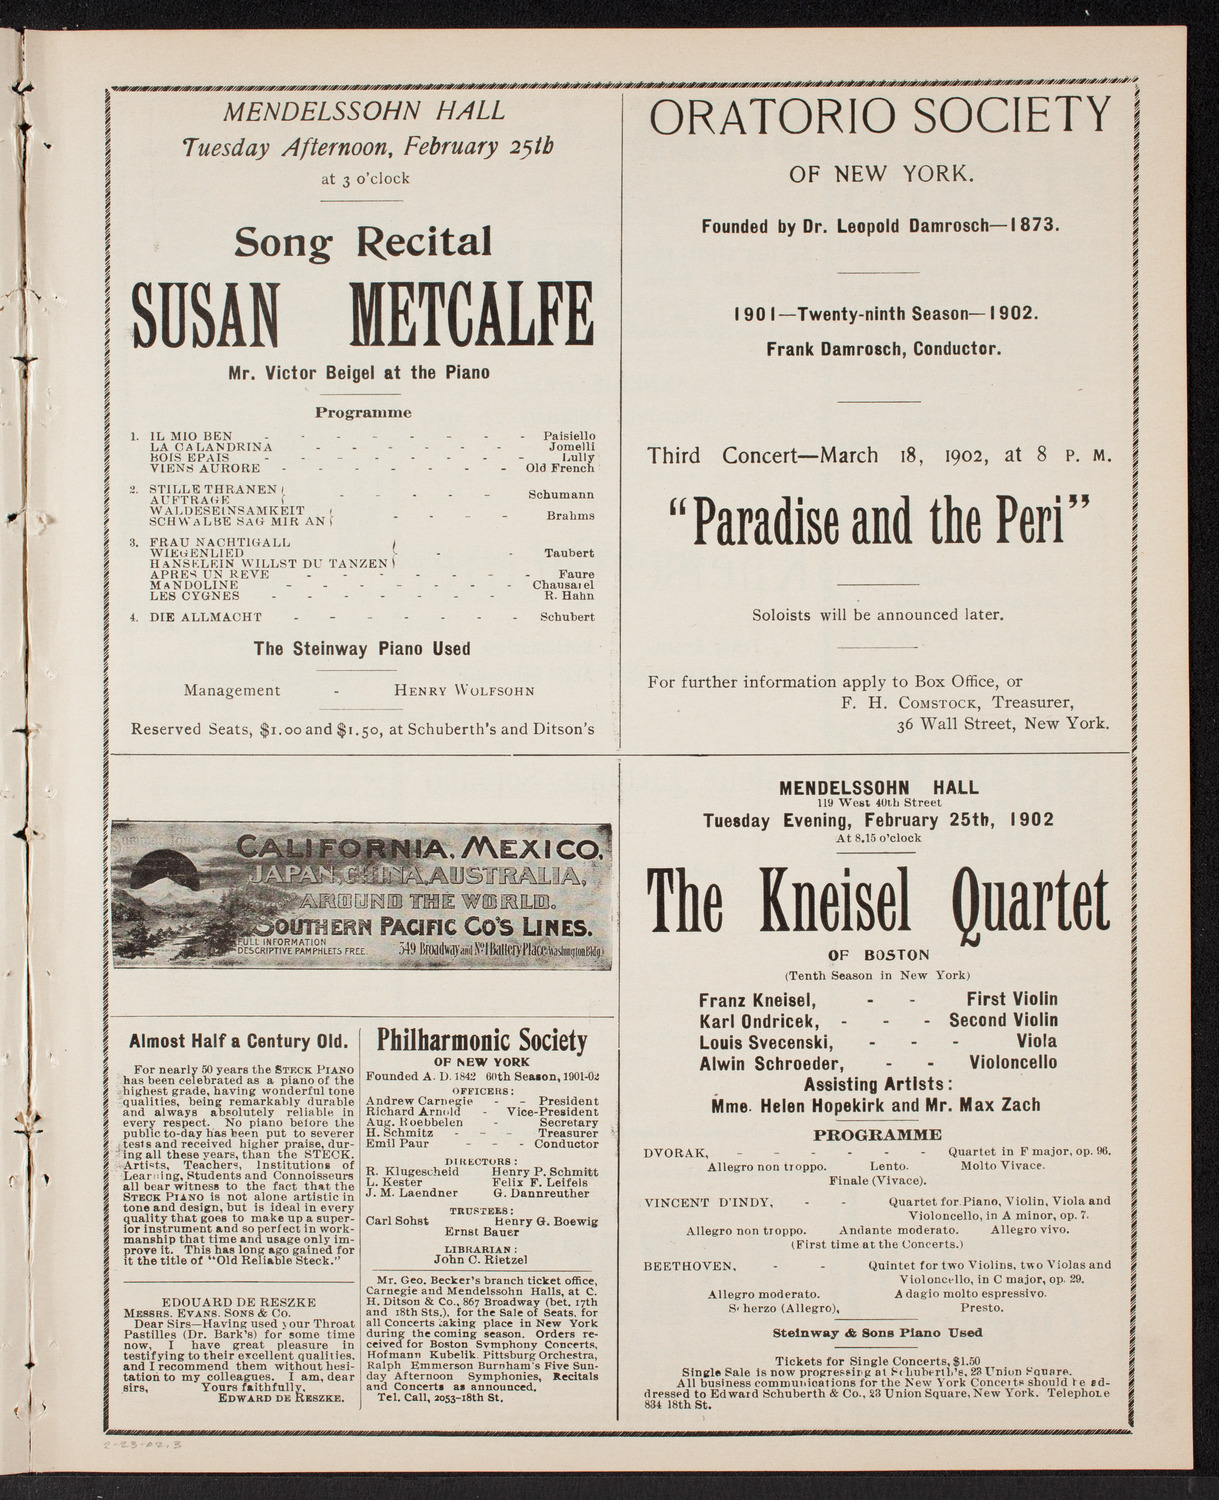 MENDELSSOHN HALL
Tuesday Afternoon, February 25th
at 3 o'clock
Song Recital
SUSAN METCALFE
Mr. Victor Beigel at the Piano
Programme
1. IL MIO BEN - - - - - - - - Paisiello
LA CALANDRINA - - - - - - Jomelli
BOIS EPAIS - - - - - - - - Lully
VIENS AURORE - - - - - - - Old French
2. STILLE THRANEN
AUFTRAGE - - - - - Schumann
WALDESEINSAMKEIT
SCHWALBE SAG MIR AN - - - - Brahms
3. FRAU NACHTIGALL
WIEGENLIED - - Taubert
HANSELEIN WILLST DU TANZEN
APRES UN REVE - - - - - - - Faure
MANDOLINE - - - - - - - Chausarel
LES CYGNES - - - - - - - R. Hahn
4. DIE ALLMACHT - - - - - - - Schubert
The Steinway Piano Used
Management - HENRY WOLFSOHN
Reserved Seats, $1.00 and $1.50, at Schuberth's and Ditson's
ORATORIO SOCIETY
OF NEW YORK.
Founded by Dr. Leopold Damrosch—1873.
1901—Twenty-ninth Season—1902.
Frank Damrosch, Conductor.
Third Concert—March 18, 1902, at 8 P. M.
"Paradise and the Peri"
Soloists will be announced later.
For further information apply to Box Office, or
F. H. COMSTOCK, Treasurer,
36 Wall Street, New York.
CALIFORNIA, MEXICO,
JAPAN, CHINA, AUSTRALIA,
AROUND THE WORLD.
SOUTHERN PACIFIC CO'S LINES.
FULL INFORMATION
DESCRIPTIVE PAMPHLETS FREE.
349 Broadway and No 1 Battery Place (Washington Bldg.)
Almost Half a Century Old.
For nearly 50 years the STECK PIANO
has been celebrated as a piano of the
highest grade, having wonderful tone
qualities, being remarkably durable
and always absolutely reliable in
every respect. No piano before the
public to-day has been put to severer
tests and received higher praise, dur-
ing all these years, than the STECK.
Artists, Teachers, Institutions of
Learning, Students and Connoisseurs
all bear witness to the fact that the
STECK PIANO is not alone artistic in
tone and design, but is ideal in every
quality that goes to make up a super-
ior instrument and so perfect in work-
manship that time and usage only im-
prove it. This has long ago gained for
it the title of "Old Reliable Steck."
EDOUARD DE RESZKE
MESSRS. EVANS. SONS & CO.
Dear Sirs—Having used your Throat
Pastilles (Dr. Bark's) for some time
now, I have great pleasure in
testifying to their excellent qualities,
and I recommend them without hesi-
tation to my colleagues. I am, dear
sirs, Yours faithfully,
EDWARD DE RESZKE.
Philharmonic Society
OF NEW YORK
Founded A. D. 1842 60th Season, 1901-02
OFFICERS:
Andrew Carnegie - - President
Richard Arnold - Vice-President
Aug. Roebbelen - Secretary
H. Schmitz - - - Treasurer
Emil Paur - - - Conductor
DIRECTORS:
R. Klugescheid Henry P. Schmitt
L. Kester Felix F. Leifels
J. M. Laendner G. Dannreuther
TRUSTEES:
Carl Sohst Henry G. Boewig
Ernst Bauer
LIBRARIAN:
John C. Rietzel
Mr. Geo. Becker's branch ticket office,
Carnegie and Mendelssohn Halls, at C.
H. Ditson & Co., 867 Broadway (bet. 17th
and 18th Sts.), for the Sale of Seats, for
all Concerts taking place in New York
during the coming season. Orders re-
ceived for Boston Symphony Concerts,
Hofmann Kubelik, Pittsburg Orchestra,
Ralph Emmerson Burnham's Five Sun-
day Afternoon Symphonies, Recitals
and Concerts as announced.
Tel. Call, 2053-18th St.
MENDELSSOHN HALL
119 West 40th Street
Tuesday Evening, February 25th, 1902
At 8.15 o'clock
The Kneisel Quartet
OF BOSTON
(Tenth Season in New York)
Franz Kneisel, - - First Violin
Karl Ondricek, - - - Second Violin
Louis Svecenski, - - - Viola
Alwin Schroeder, - - Violoncello
Assisting Artists:
Mme. Helen Hopekirk and Mr. Max Zach
PROGRAMME
DVORAK, - - - - - - Quartet in F major, op. 96.
Allegro non troppo. Lento. Molto Vivace.
Finale (Vivace).
VINCENT D'INDY, - - Quartet for Piano, Violin, Viola and
Violoncello, in A minor, op. 7.
Allegro non troppo. Andante moderato. Allegro vivo.
(First time at the Concerts.)
BEETHOVEN, - - Quintet for two Violins, two Violas and
Violoncello, in C major, op. 29.
Allegro moderato. Adagio molto espressivo.
Scherzo (Allegro), Presto.
Steinway & Sons Piano Used
Tickets for Single Concerts, $1.50
Single Sale is now progressing at Schuberth's, 23 Union Square.
All business communications for the New York Concerts should be ad-
dressed to Edward Schuberth & Co., 23 Union Square, New York. Telephone
834 18th St.
2-23-02.3